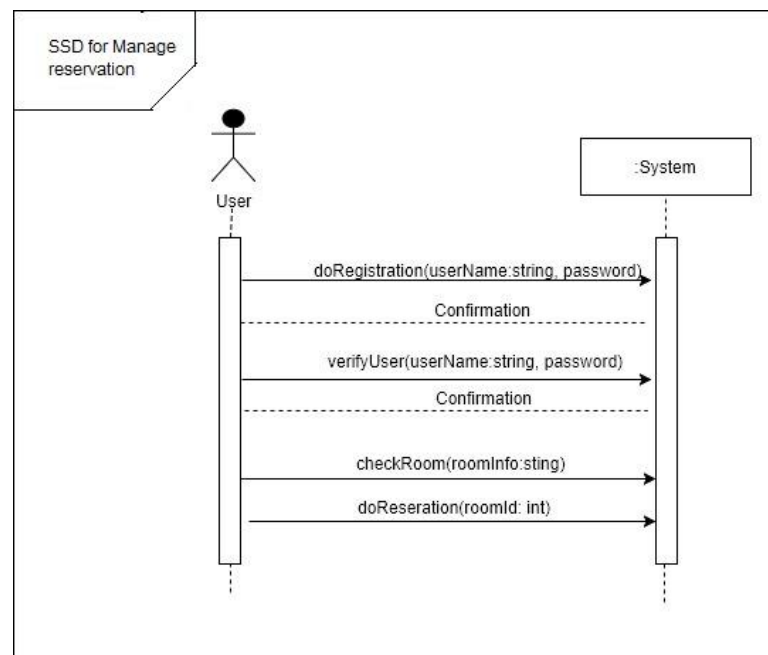 SSD for Manage
reservation
User
:System
doRegistration(userName:string, password)
Confirmation
verifyUser(userName:string, password)
Confirmation
checkRoom(roomInfo:sting)
doReseration(roomId: int)